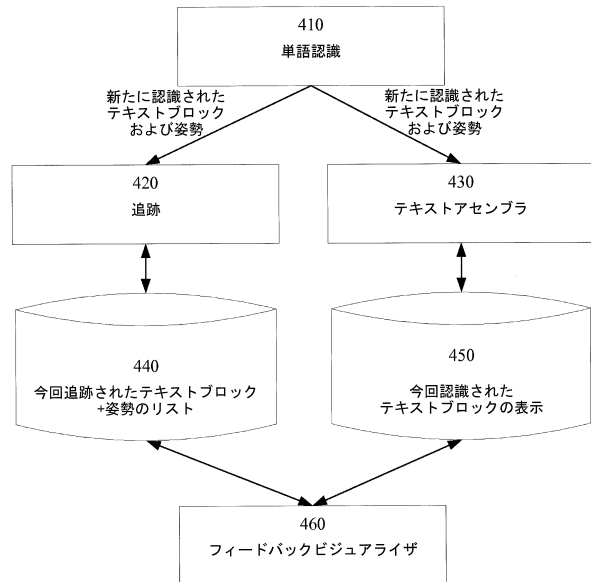 410
単語認識
新たに認識された
テキストブロック
および姿勢
新たに認識された
テキストブロック
および姿勢
420
追跡
430
テキストアセンブラ
440
今回追跡されたテキストブロック
+姿勢のリスト
450
今回認識された
テキストブロックの表示
460
フィードバックビジュアライザ